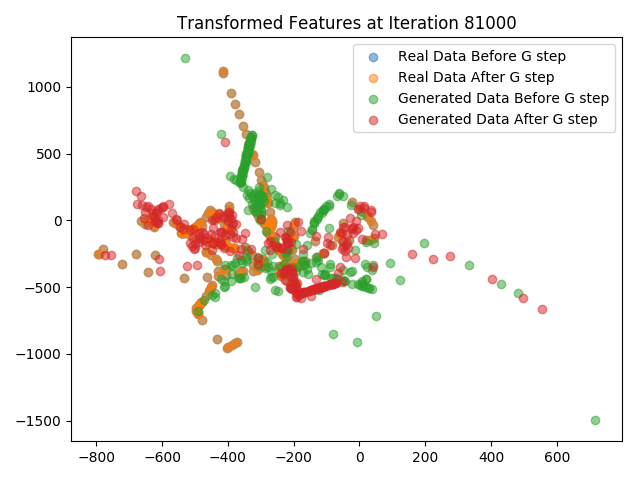 Transformed Features at Iteration 81000
Real Data Before G step
Real Data After G step
Generated Data Before G step
Generated Data After G step
1000
500
0
−500
−1000
−1500
−800
−600
−400
−200
0
200
400
600